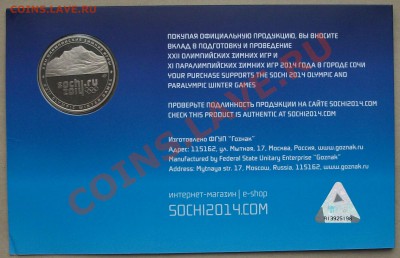 COINS.LAVE.RU
ПОКУПАЯ ОФИЦИАЛЬНУЮ ПРОДУКЦИЮ, ВЫ ВНОСИТЕ
ВКЛАД В ПОДГОТОВКУ И ПРОВЕДЕНИЕ
XXII ОЛИМПИЙСКИХ ЗИМНИХ ИГР И
XI ПАРАЛИМПИЙСКИХ ЗИМНИХ ИГР 2014 ГОДА В ГОРОДЕ СОЧИ
YOUR PURCHASE SUPPORTS THE SOCHI 2014 OLYMPIC AND
PARALYMPIC WINTER GAMES
sochi.ru
2014
ПРОВЕРЬТЕ ПОДЛИННОСТЬ ПРОДУКЦИИ НА САЙТЕ SOCHI2014.COM
CHECK THIS PRODUCT IS AUTHENTIC AT SOCHI2014.COM
Изготовлено ФГУП "Гознак"
Адрес: 115162, ул. Мытная, 17, Москва, Россия, www.goznak.ru
Manufactured by Federal State Unitary Enterprise "Goznak"
Address: Mytnaya str. 17, Moscow, Russia, 115162, www.goznak.ru
интернет-магазин | e-shop
SOCHI2014.COM